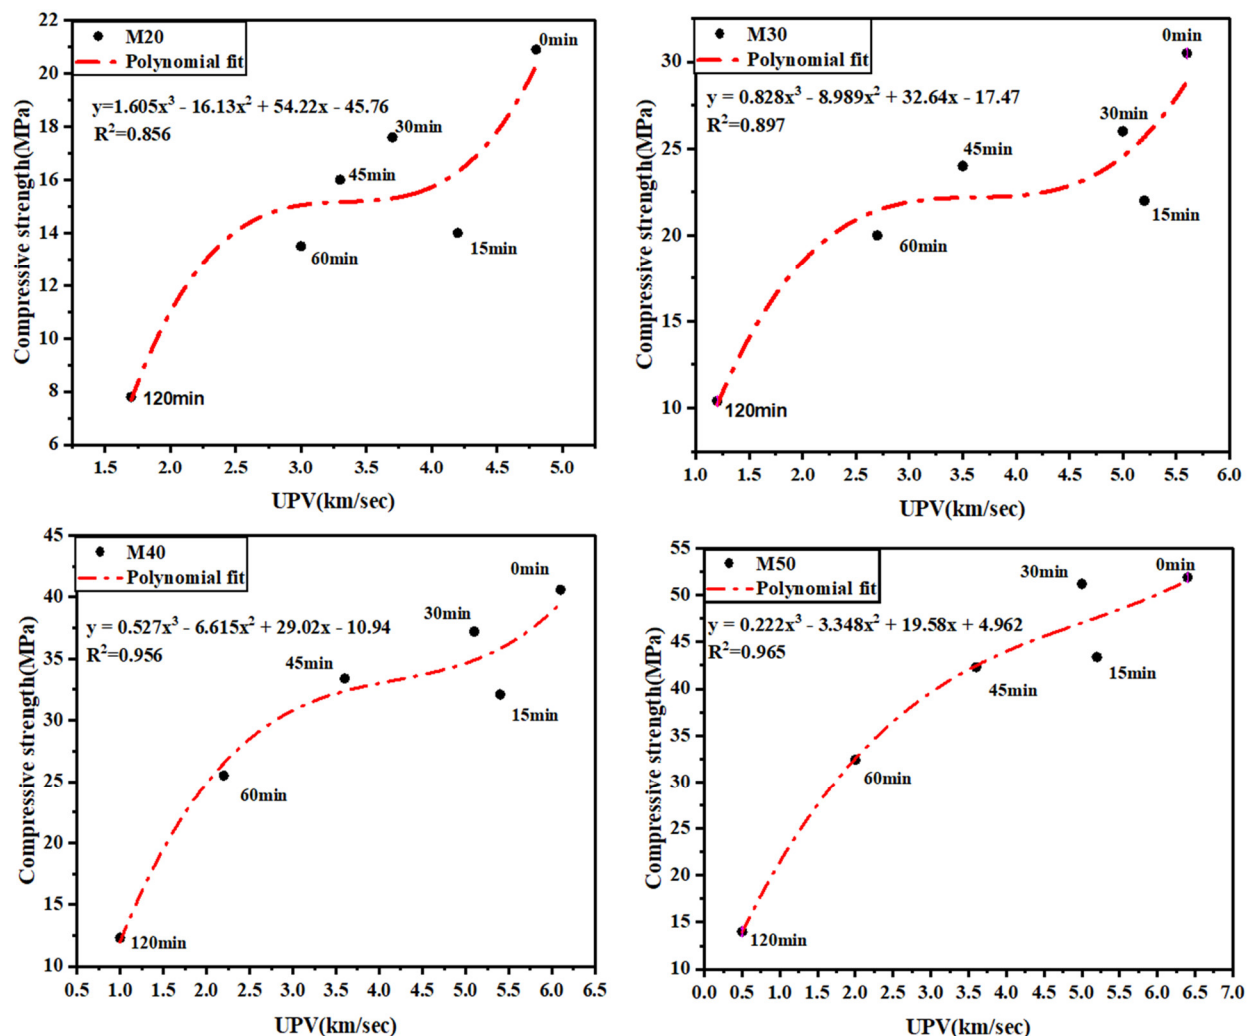 M20
Polynomial fit
y=1.605x³ - 16.13x² + 54.22x - 45.76
R²=0.856
0min
30min
45min
60min
15min
120min
22
20
18
16
14
12
10
8
6
Compressive strength(MPa)
1.5 2.0 2.5 3.0 3.5 4.0 4.5 5.0
UPV(km/sec)
M30
Polynomial fit
y = 0.828x³ - 8.989x² + 32.64x - 17.47
R²=0.897
0min
30min
45min
15min
60min
120min
30
25
20
15
10
Compressive strength(MPa)
1.0 1.5 2.0 2.5 3.0 3.5 4.0 4.5 5.0 5.5 6.0
UPV(km/sec)
M40
Polynomial fit
y = 0.527x³ - 6.615x² + 29.02x - 10.94
R²=0.956
0min
30min
45min
15min
60min
120min
45
40
35
30
25
20
15
10
Compressive strength(MPa)
0.5 1.0 1.5 2.0 2.5 3.0 3.5 4.0 4.5 5.0 5.5 6.0 6.5
UPV(km/sec)
M50
Polynomial fit
y = 0.222x³ - 3.348x² + 19.58x + 4.962
R²=0.965
0min
30min
15min
45min
60min
120min
55
50
45
40
35
30
25
20
15
10
Compressive strength(MPa)
0.0 0.5 1.0 1.5 2.0 2.5 3.0 3.5 4.0 4.5 5.0 5.5 6.0 6.5 7.0
UPV(km/sec)